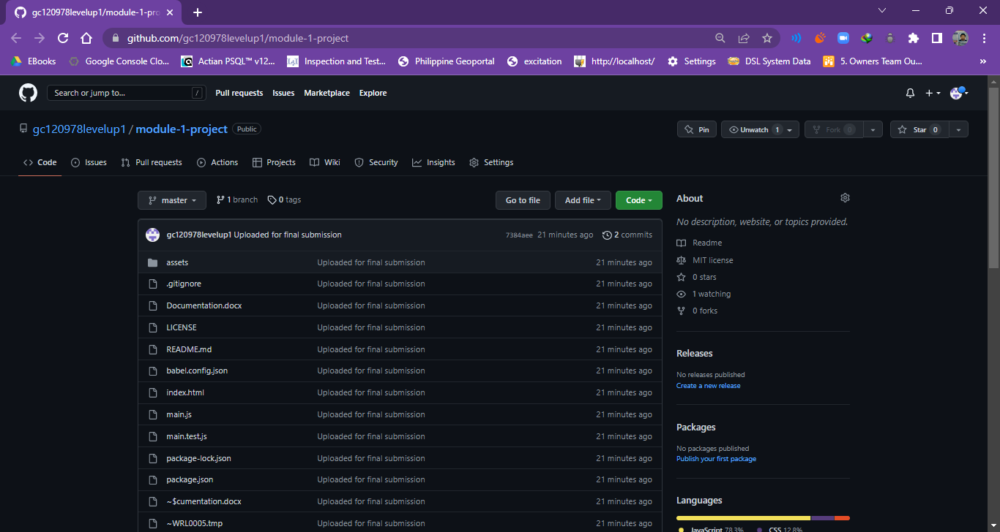 gc120978levelup1/module-1-pro
github.com/gc120978levelup1/module-1-project
EBooks Google Console Clo... Actian PSQL™ v12... Inspection and Test... Philippine Geoportal excitation http://localhost/ Settings DSL System Data 5. Owners Team Ou... »
Search or jump to... / Pull requests Issues Marketplace Explore
gc120978levelup1 / module-1-project Public Pin Unwatch 1 Fork 0 Star 0
Code Issues Pull requests Actions Projects Wiki Security Insights Settings
master 1 branch 0 tags Go to file Add file Code
About
No description, website, or topics provided.
gc120978levelup1 Uploaded for final submission 7384aee 21 minutes ago 2 commits
Readme
assets Uploaded for final submission 21 minutes ago
MIT license
0 stars
.gitignore Uploaded for final submission 21 minutes ago
1 watching
Documentation.docx Uploaded for final submission 21 minutes ago
0 forks
LICENSE Uploaded for final submission 21 minutes ago
README.md Uploaded for final submission 21 minutes ago
Releases
babel.config.json Uploaded for final submission 21 minutes ago
No releases published
Create a new release
index.html Uploaded for final submission 21 minutes ago
main.js Uploaded for final submission 21 minutes ago
Packages
main.test.js Uploaded for final submission 21 minutes ago
No packages published
package-lock.json Uploaded for final submission 21 minutes ago
Publish your first package
package.json Uploaded for final submission 21 minutes ago
~$cumentation.docx Uploaded for final submission 21 minutes ago
Languages
~WRL0005.tmp Uploaded for final submission 21 minutes ago
JavaScript 78.3% CSS 12.8%